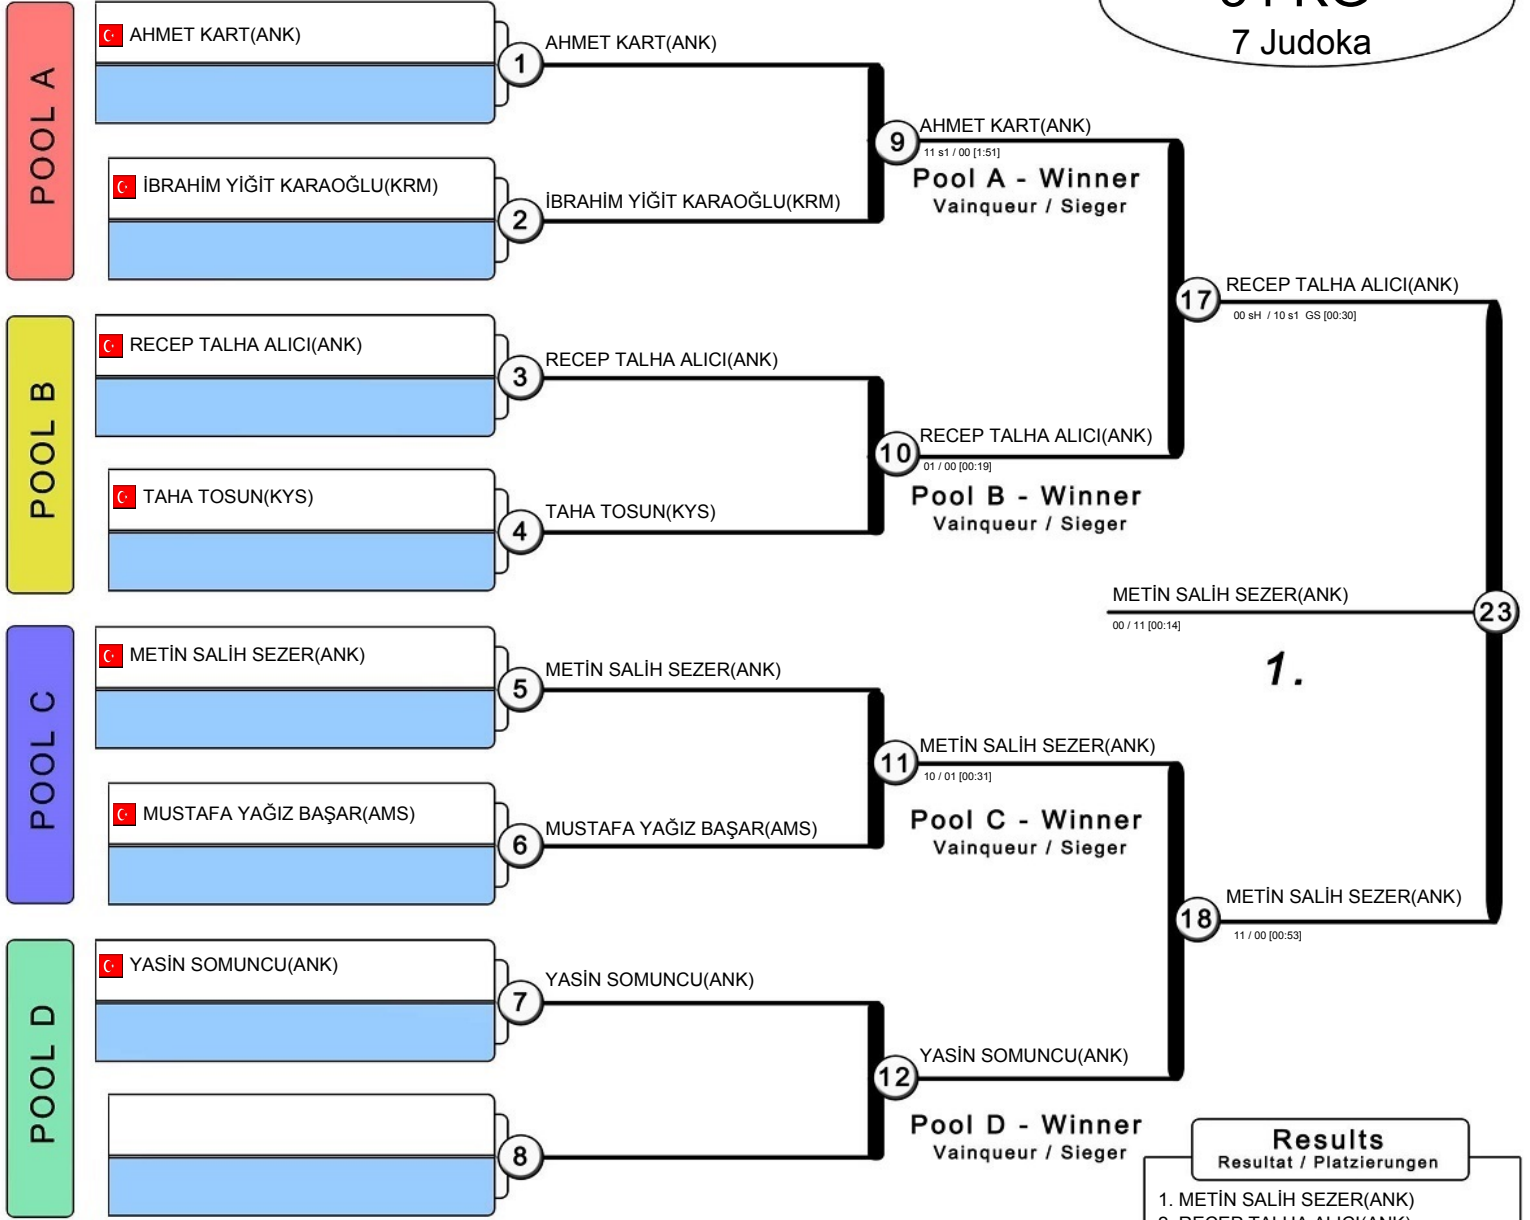 7 Judoka
POOL A
AHMET KART(ANK)
1
AHMET KART(ANK)
İBRAHİM YİĞİT KARAOĞLU(KRM)
2
İBRAHİM YİĞİT KARAOĞLU(KRM)
9
AHMET KART(ANK)
11 s1 / 00 [1:51]
Pool A - Winner
Vainqueur / Sieger
POOL B
RECEP TALHA ALICI(ANK)
3
RECEP TALHA ALICI(ANK)
TAHA TOSUN(KYS)
4
TAHA TOSUN(KYS)
10
RECEP TALHA ALICI(ANK)
01 / 00 [00:19]
Pool B - Winner
Vainqueur / Sieger
17
RECEP TALHA ALICI(ANK)
00 sH / 10 s1 GS [00:30]
POOL C
METİN SALİH SEZER(ANK)
5
METİN SALİH SEZER(ANK)
MUSTAFA YAĞIZ BAŞAR(AMS)
6
MUSTAFA YAĞIZ BAŞAR(AMS)
11
METİN SALİH SEZER(ANK)
10 / 01 [00:31]
Pool C - Winner
Vainqueur / Sieger
POOL D
YASİN SOMUNCU(ANK)
7
YASİN SOMUNCU(ANK)
8
12
YASİN SOMUNCU(ANK)
Pool D - Winner
Vainqueur / Sieger
18
METİN SALİH SEZER(ANK)
11 / 00 [00:53]
METİN SALİH SEZER(ANK)
23
00 / 11 [00:14]
1.
Results
Resultat / Platzierungen
1. METİN SALİH SEZER(ANK)
2. RECEP TALHA ALICI(ANK)